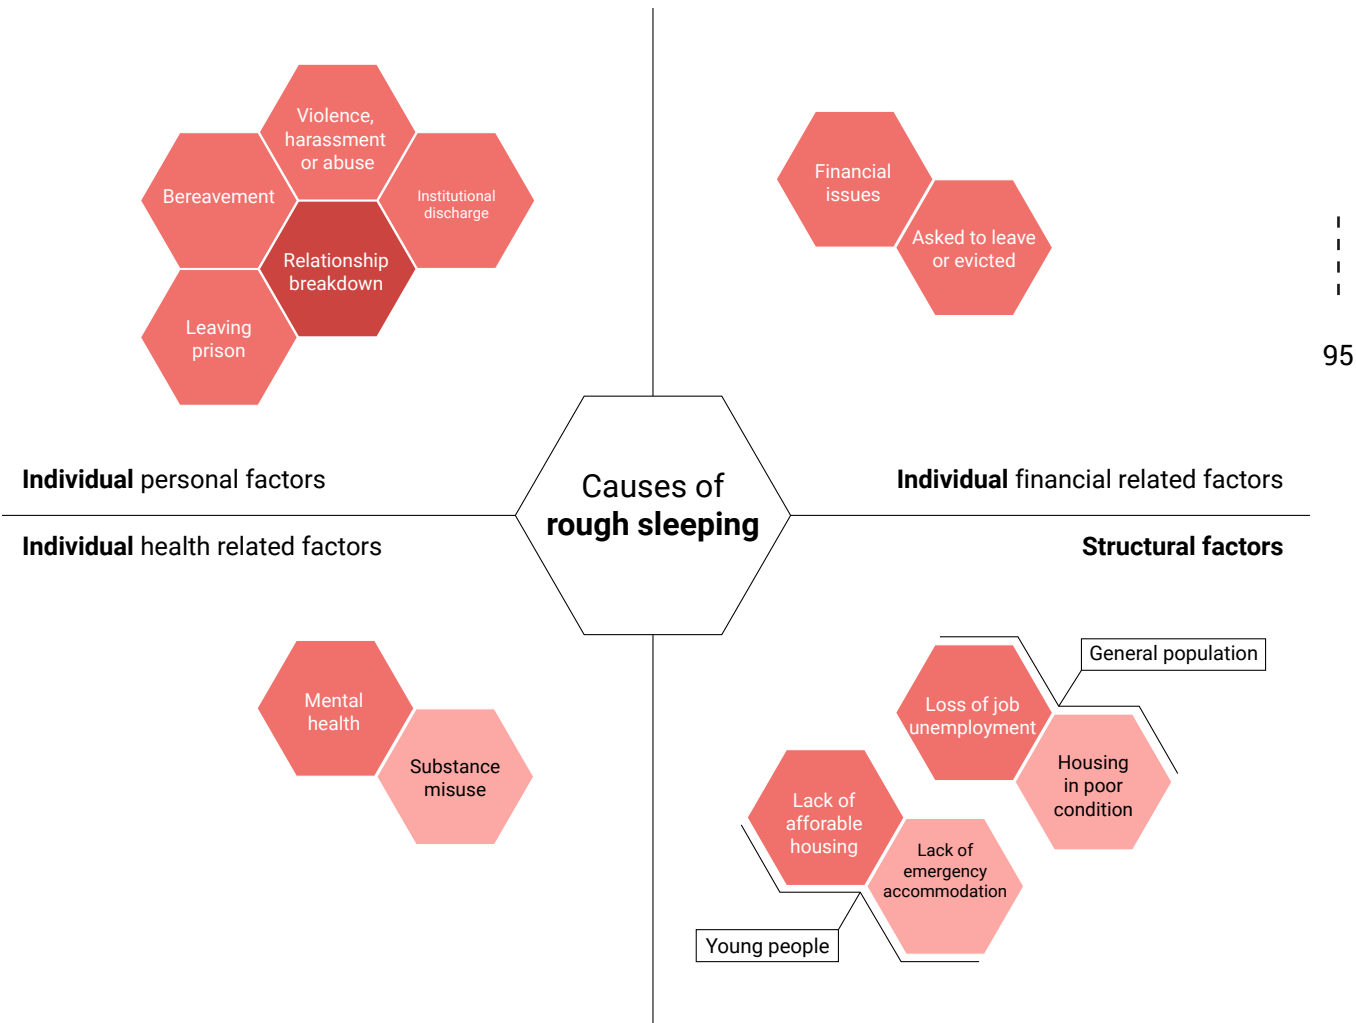 Violence,
harassment
or abuse
Bereavement
Institutional
discharge
Relationship
breakdown
Leaving
prison
Individual personal factors
Financial
issues
Asked to leave
or evicted
95
Individual financial related factors
Causes of
rough sleeping
Individual health related factors
Mental
health
Substance
misuse
Structural factors
General population
Loss of job
unemployment
Housing
in poor
condition
Lack of
afforable
housing
Lack of
emergency
accommodation
Young people